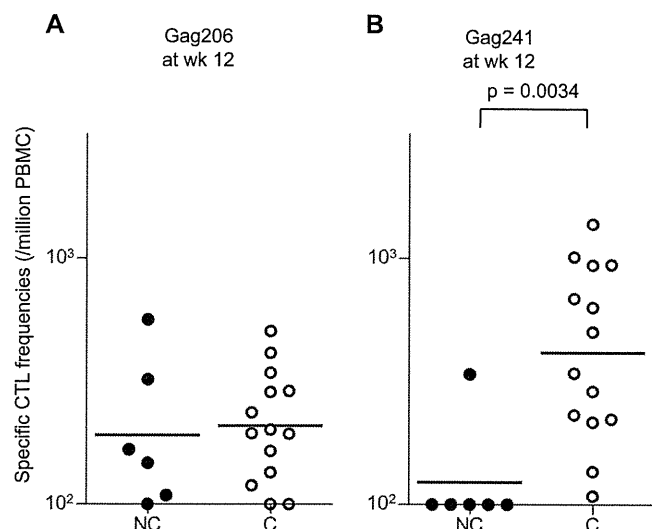 A
Gag206
at wk 12
B
Gag241
at wk 12
p = 0.0034
Specific CTL frequencies (/million PBMC)
10³
10²
NC
C
10³
10²
NC
C